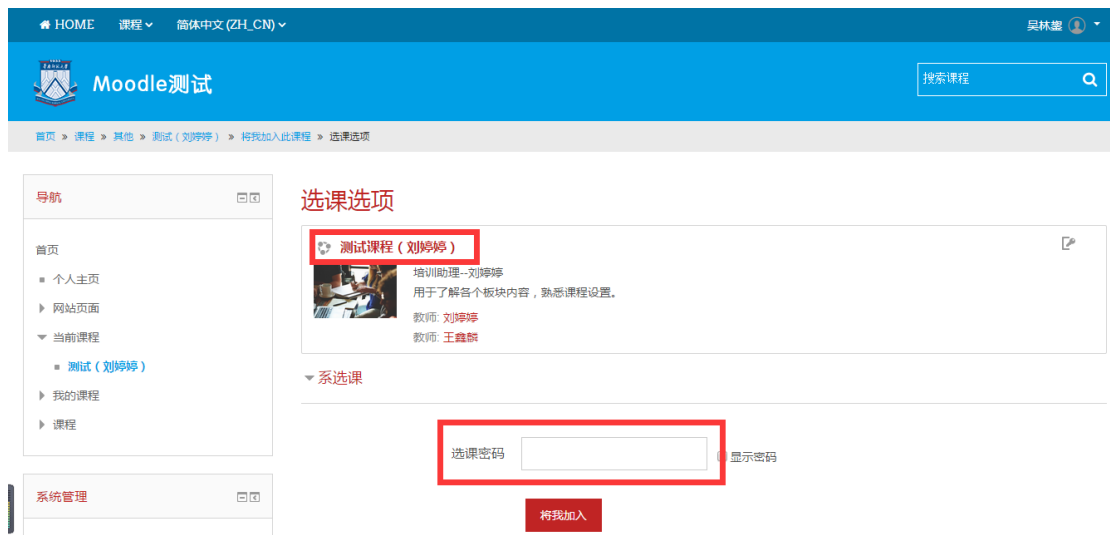 HOME 课程 简体中文 (ZH_CN) 吴林鋆
Moodle测试 搜索课程
首页 » 课程 » 其他 » 测试（刘婷婷） » 将我加入此课程 » 选课选项
导航
首页
个人主页
网站页面
当前课程
测试（刘婷婷）
我的课程
课程
系统管理
选课选项
测试课程（刘婷婷）
培训助理--刘婷婷
用于了解各个板块内容，熟悉课程设置。
教师: 刘婷婷
教师: 王鑫麟
系选课
选课密码 显示密码
将我加入